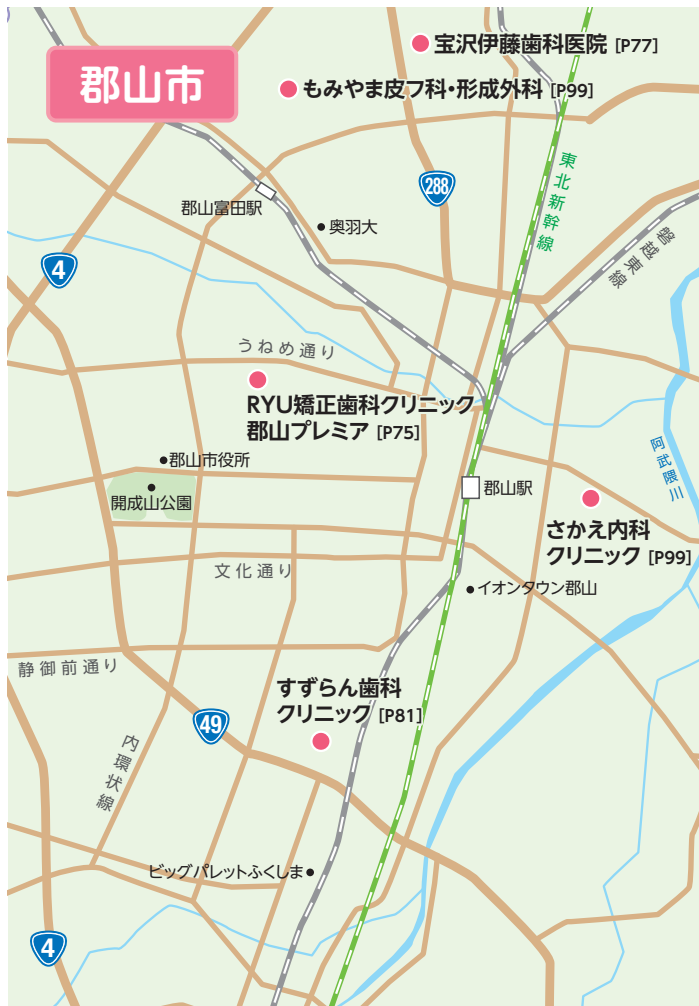 宝沢伊藤歯科医院 [P77]
郡山市
もみやま皮フ科・形成外科 [P99]
東北新幹線
288
郡山富田駅
奥羽大
磐越東線
4
うねめ通り
RYU矯正歯科クリニック
郡山プレミア [P75]
郡山市役所
阿武隈川
開成山公園
郡山駅
さかえ内科
クリニック [P99]
文化通り
イオンタウン郡山
静御前通り
すずらん歯科
クリニック [P81]
49
内環状線
ビッグパレットふくしま
4